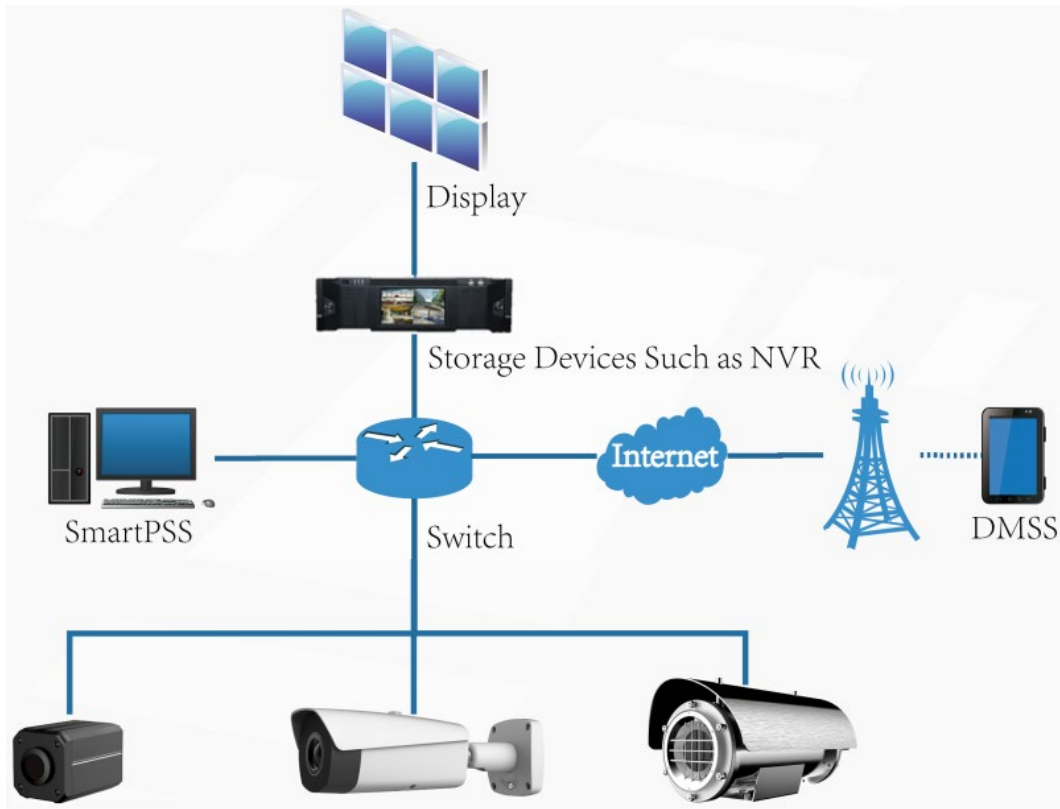 Display
Storage Devices Such as NVR
Internet
SmartPSS
Switch
DMSS